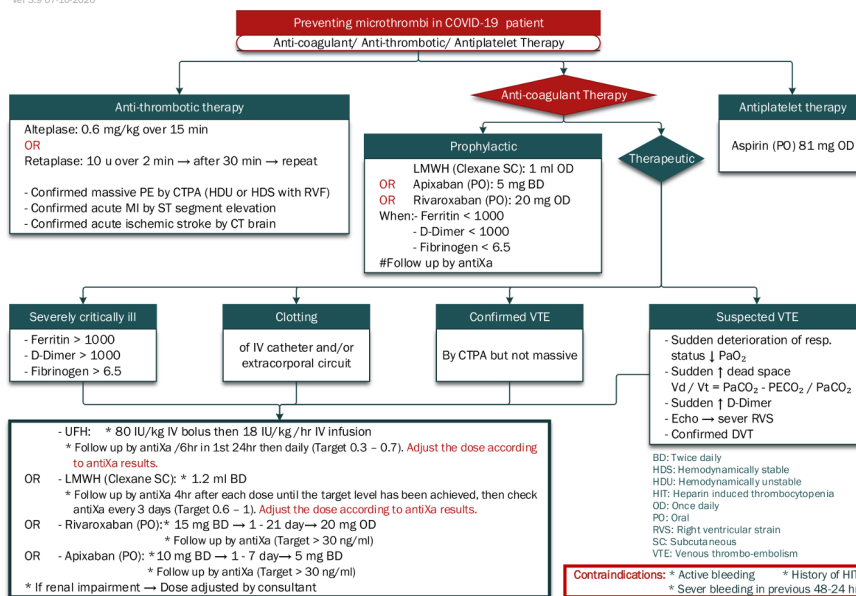 Ver 3.9 07-10-2020
Preventing microthrombi in COVID-19 patient
Anti-coagulant/ Anti-thrombotic/ Antiplatelet Therapy
Anti-thrombotic therapy
Alteplase: 0.6 mg/kg over 15 min
OR
Retaplase: 10 u over 2 min → after 30 min → repeat
- Confirmed massive PE by CTPA (HDU or HDS with RVF)
- Confirmed acute MI by ST segment elevation
- Confirmed acute ischemic stroke by CT brain
Anti-coagulant Therapy
Prophylactic
LMWH (Clexane SC): 1 ml OD
OR Apixaban (PO): 5 mg BD
OR Rivaroxaban (PO): 20 mg OD
When:- Ferritin < 1000
- D-Dimer < 1000
- Fibrinogen < 6.5
#Follow up by antiXa
Therapeutic
Antiplatelet therapy
Aspirin (PO) 81 mg OD
Severely critically ill
- Ferritin > 1000
- D-Dimer > 1000
- Fibrinogen > 6.5
Clotting
of IV catheter and/or
extracorporal circuit
Confirmed VTE
By CTPA but not massive
Suspected VTE
- Sudden deterioration of resp.
status ↓ PaO₂
- Sudden ↑ dead space
Vd / Vt = PaCO₂ - PECO₂ / PaCO₂
- Sudden ↑ D-Dimer
- Echo → sever RVS
- Confirmed DVT
- UFH: * 80 IU/kg IV bolus then 18 IU/kg/hr IV infusion
* Follow up by antiXa /6hr in 1st 24hr then daily (Target 0.3 – 0.7). Adjust the dose according
to antiXa results.
OR - LMWH (Clexane SC): * 1.2 ml BD
* Follow up by antiXa 4hr after each dose until the target level has been achieved, then check
antiXa every 3 days (Target 0.6 – 1). Adjust the dose according to antiXa results.
OR - Rivaroxaban (PO):* 15 mg BD → 1 - 21 day→ 20 mg OD
* Follow up by antiXa (Target > 30 ng/ml)
OR - Apixaban (PO): *10 mg BD → 1 - 7 day→ 5 mg BD
* Follow up by antiXa (Target > 30 ng/ml)
* If renal impairment → Dose adjusted by consultant
BD: Twice daily
HDS: Hemodynamically stable
HDU: Hemodynamically unstable
HIT: Heparin induced thrombocytopenia
OD: Once daily
PO: Oral
RVS: Right ventricular strain
SC: Subcutaneous
VTE: Venous thrombo-embolism
Contraindications: * Active bleeding * History of HIT
* Sever bleeding in previous 48-24 hr